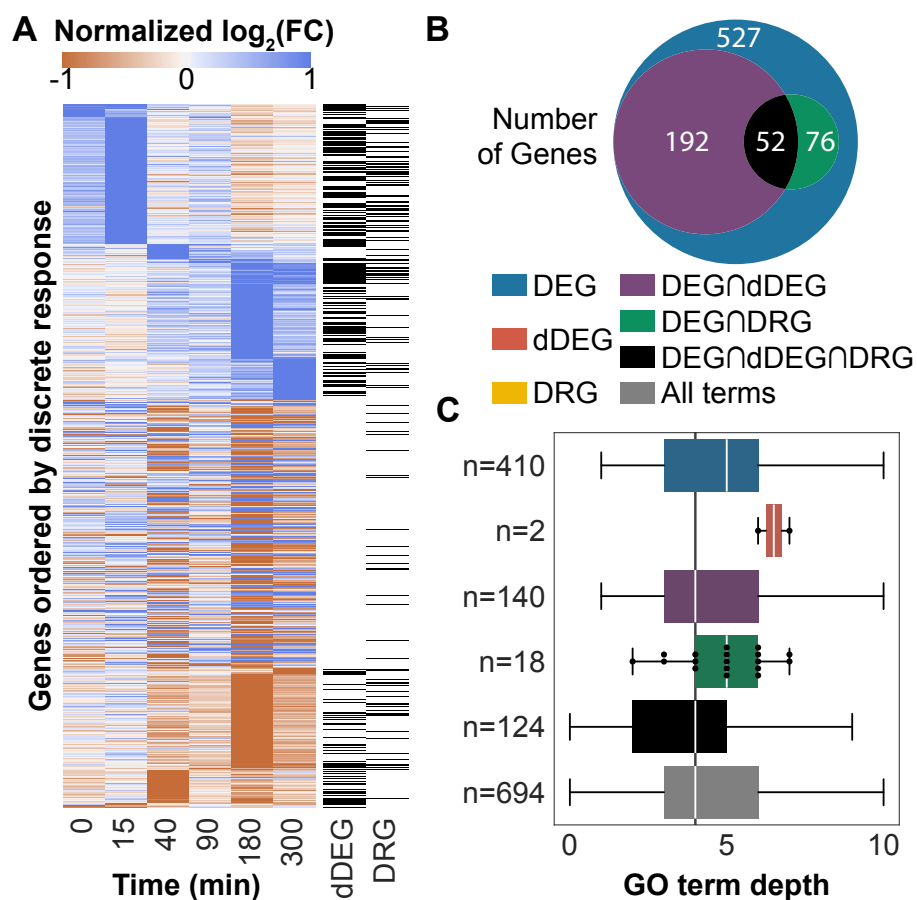 A
Normalized log₂(FC)
-1 0 1
Genes ordered by discrete response
0 15 40 90 180 300 dDEG DRG
Time (min)
B
Number
of Genes
527
192 52 76
DEG DEG∩dDEG
dDEG DEG∩DRG
DRG DEG∩dDEG∩DRG
All terms
C
n=410
n=2
n=140
n=18
n=124
n=694
0 5 10
GO term depth